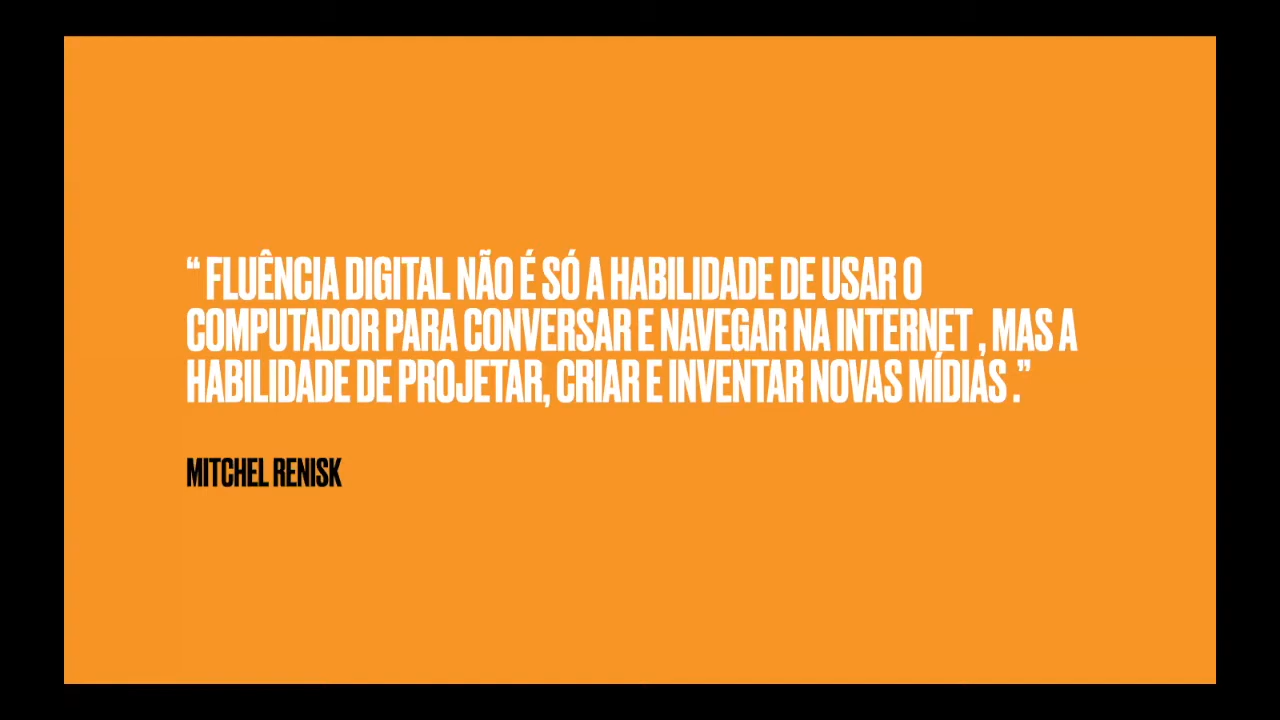 “ FLUÊNCIA DIGITAL NÃO É SÓ A HABILIDADE DE USAR O
COMPUTADOR PARA CONVERSAR E NAVEGAR NA INTERNET , MAS A
HABILIDADE DE PROJETAR, CRIAR E INVENTAR NOVAS MÍDIAS .”
MITCHEL RENISK